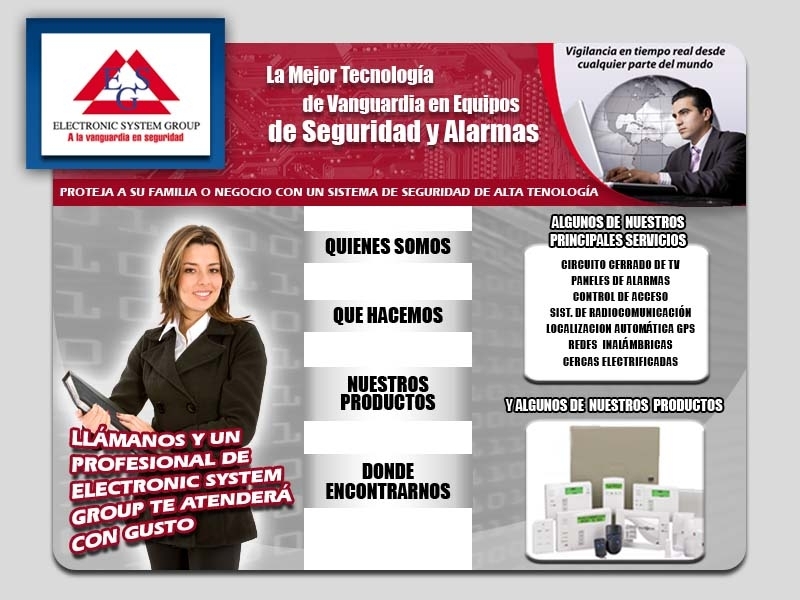 ESG
ELECTRONIC SYSTEM GROUP
A la vanguardia en seguridad
La Mejor Tecnología
de Vanguardia en Equipos
de Seguridad y Alarmas
Vigilancia en tiempo real desde
cualquier parte del mundo
PROTEJA A SU FAMILIA O NEGOCIO CON UN SISTEMA DE SEGURIDAD DE ALTA TENOLOGÍA
LLÁMANOS Y UN
PROFESIONAL DE
ELECTRONIC SYSTEM
GROUP TE ATENDERÁ
CON GUSTO
QUIENES SOMOS
QUE HACEMOS
NUESTROS
PRODUCTOS
DONDE
ENCONTRARNOS
ALGUNOS DE NUESTROS
PRINCIPALES SERVICIOS
CIRCUITO CERRADO DE TV
PANELES DE ALARMAS
CONTROL DE ACCESO
SIST. DE RADIOCOMUNICACIÓN
LOCALIZACION AUTOMÁTICA GPS
REDES INALÁMBRICAS
CERCAS ELECTRIFICADAS
Y ALGUNOS DE NUESTROS PRODUCTOS